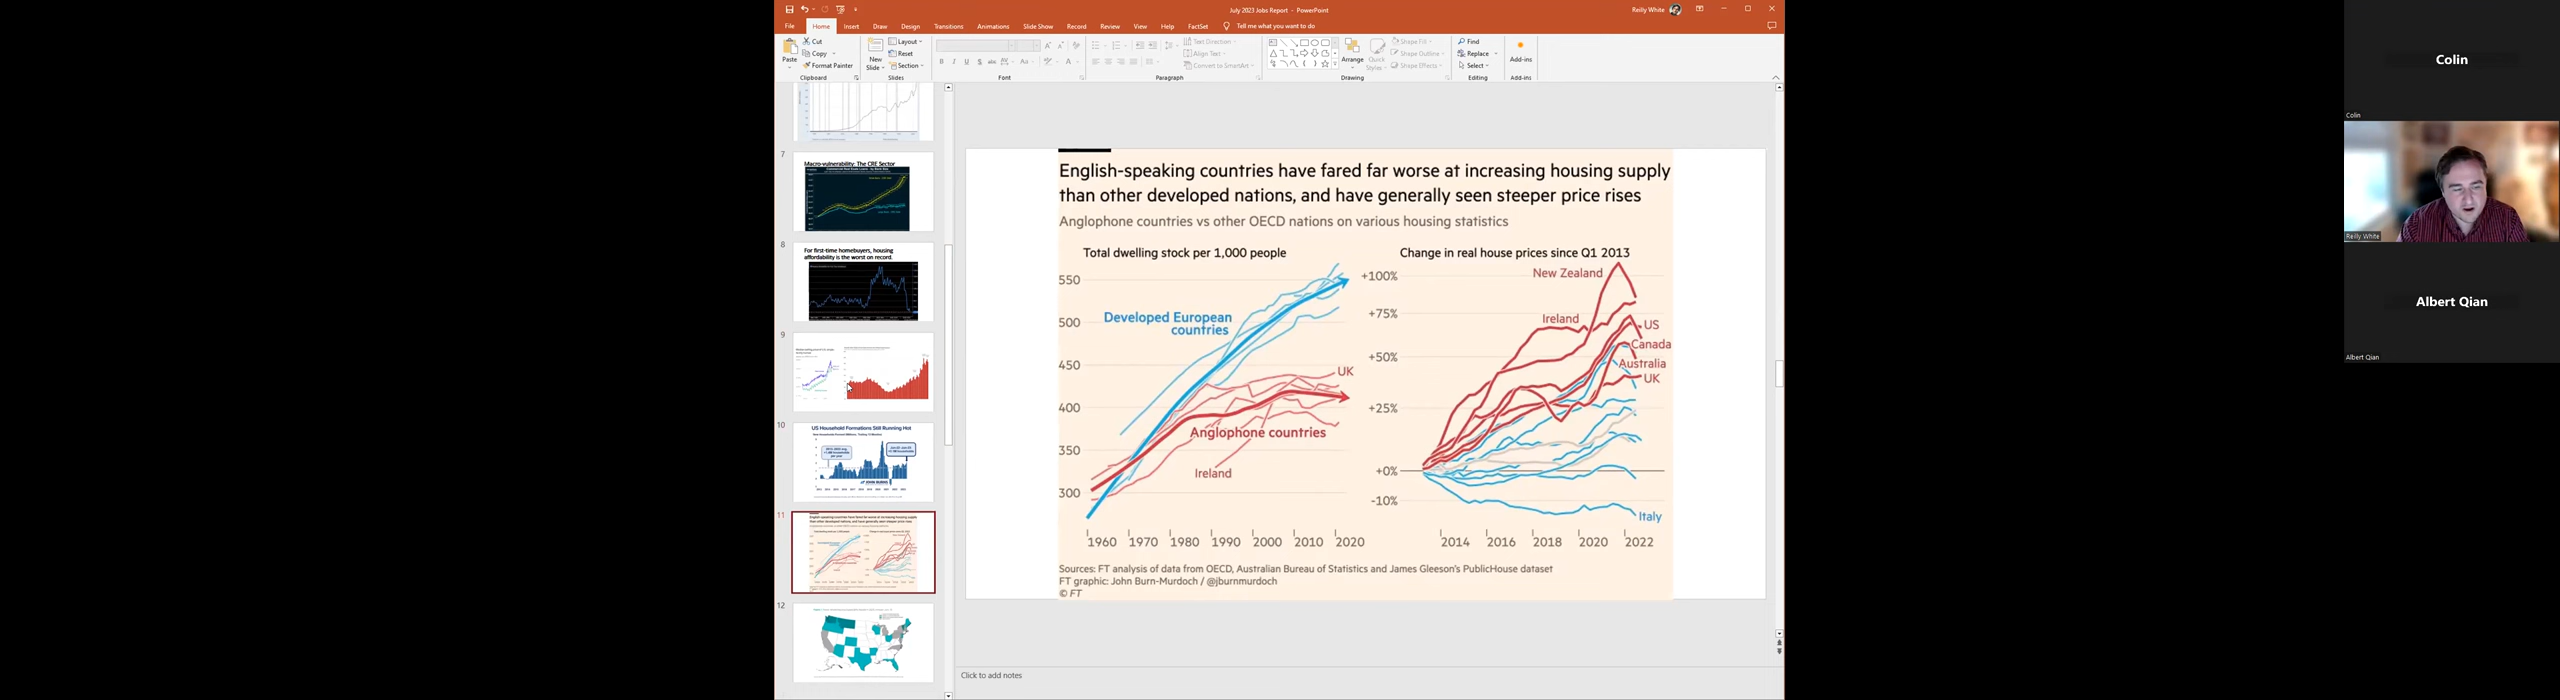 July 2023 Jobs Report - PowerPoint
Reilly White
File Home Insert Draw Design Transitions Animations Slide Show Record Review View Help FactSet Tell me what you want to do
Paste
Cut
Copy
Format Painter
Clipboard
New
Slide
Layout
Reset
Section
Slides
Font
Text Direction
Align Text
Convert to SmartArt
Paragraph
Arrange
Quick
Styles
Shape Fill
Shape Outline
Shape Effects
Drawing
Find
Replace
Select
Editing
Add-ins
Add-ins
7
Macro-vulnerability: The CRE Sector
8
For first-time homebuyers, housing
affordability is the worst on record.
9
10
US Household Formations Still Running Hot
11
12
English-speaking countries have fared far worse at increasing housing supply
than other developed nations, and have generally seen steeper price rises
Anglophone countries vs other OECD nations on various housing statistics
Total dwelling stock per 1,000 people
550
500
450
400
350
300
Developed European
countries
UK
Anglophone countries
Ireland
1960 1970 1980 1990 2000 2010 2020
Change in real house prices since Q1 2013
+100%
+75%
+50%
+25%
+0%
-10%
New Zealand
Ireland
US
Canada
Australia
UK
Italy
2014 2016 2018 2020 2022
Sources: FT analysis of data from OECD, Australian Bureau of Statistics and James Gleeson's PublicHouse dataset
FT graphic: John Burn-Murdoch / @jburnmurdoch
© FT
Click to add notes
Colin
Colin
Reilly White
Albert Qian
Albert Qian